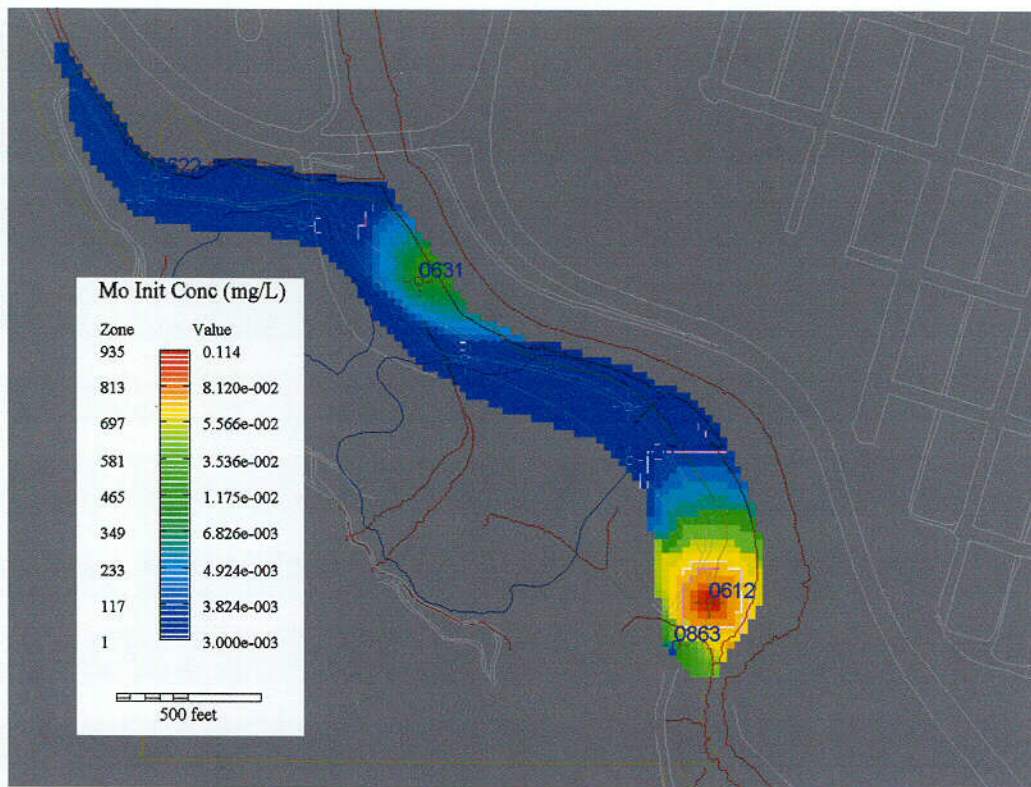 0631
Mo Init Conc (mg/L)
Zone Value
935 0.114
813 8.120e-002
697 5.566e-002
581 3.536e-002
465 1.175e-002
349 6.826e-003
233 4.924e-003
117 3.824e-003
1 3.000e-003
500 feet
0612
0863